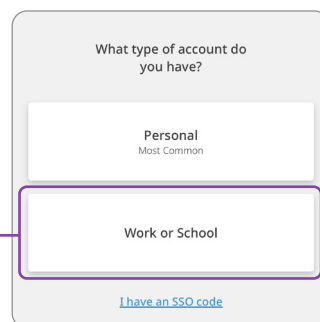 What type of account do
you have?
Personal
Most Common
Work or School
I have an SSO code